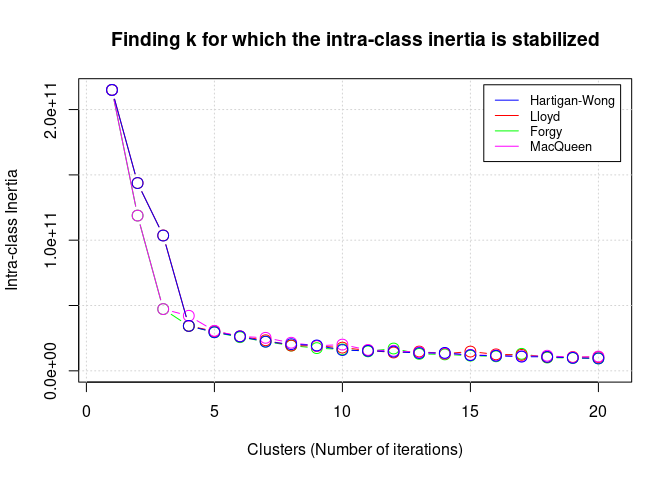 Finding k for which the intra-class inertia is stabilized
Hartigan-Wong
Lloyd
Forgy
MacQueen
Intra-class Inertia
2.0e+11
1.0e+11
0.0e+00
0 5 10 15 20
Clusters (Number of iterations)